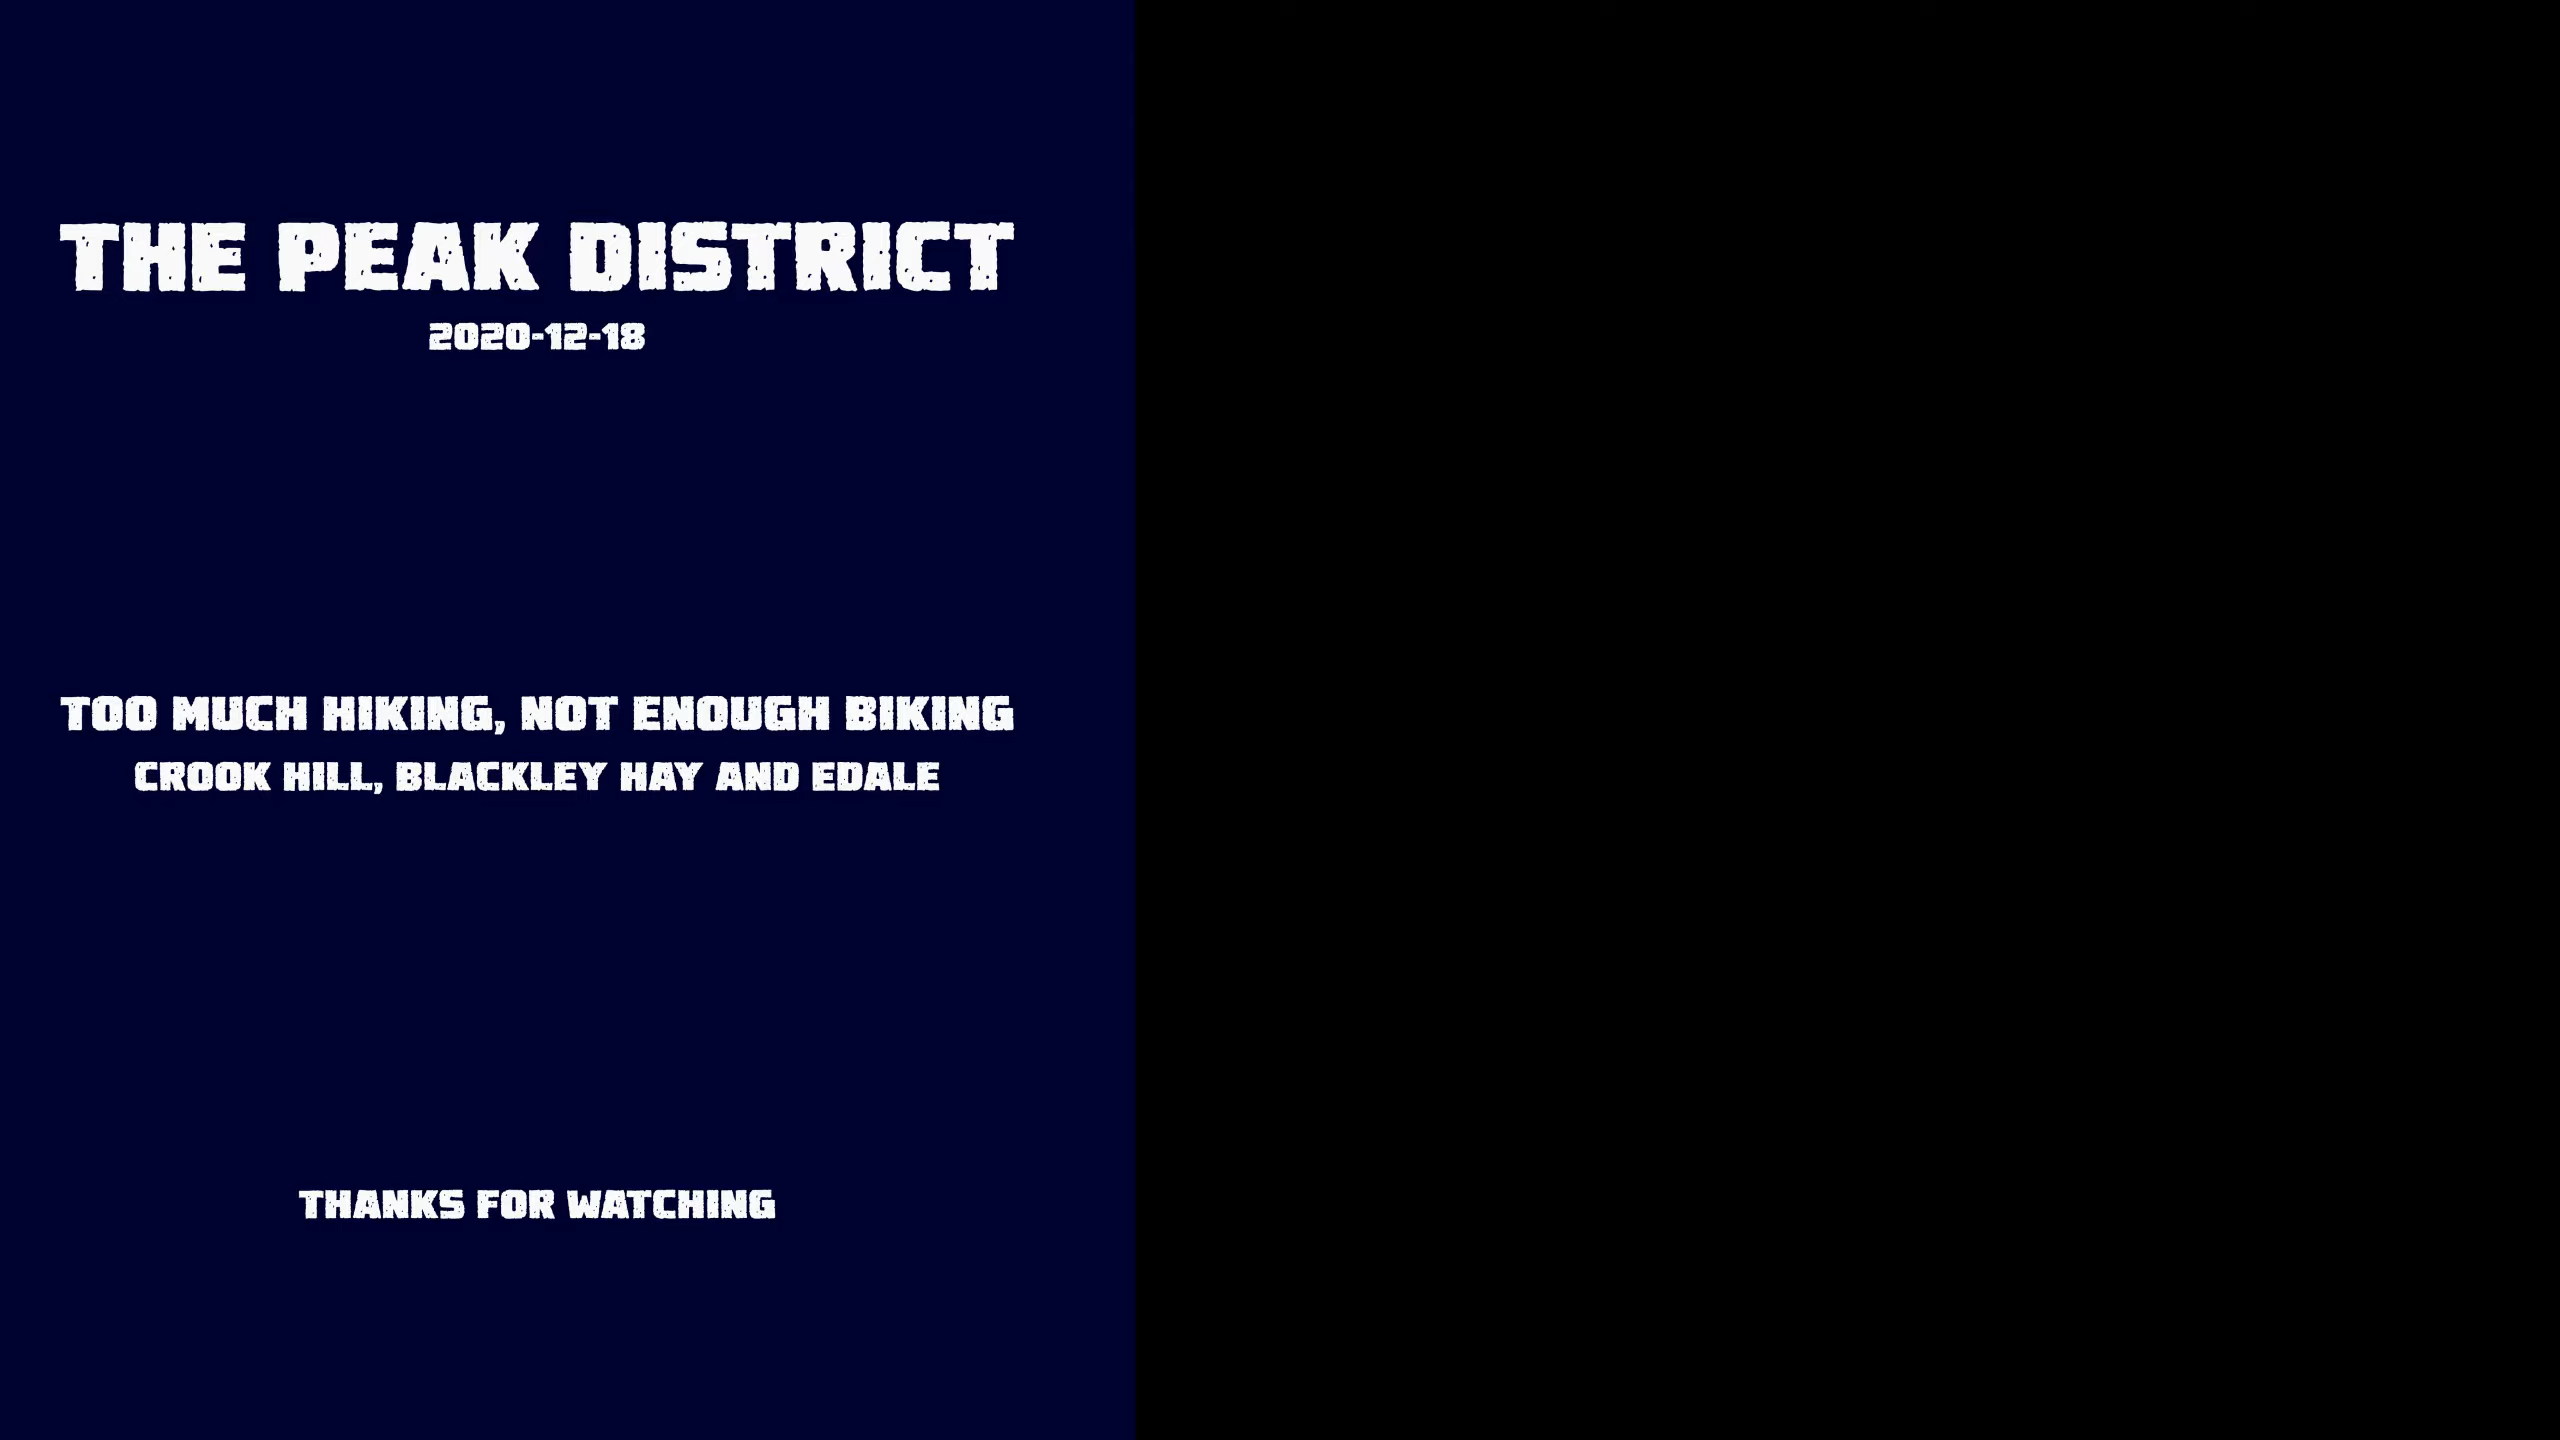 THE PEAK DISTRICT
2020-12-18
TOO MUCH HIKING, NOT ENOUGH BIKING
CROOK HILL, BLACKLEY HAY AND EDALE
THANKS FOR WATCHING